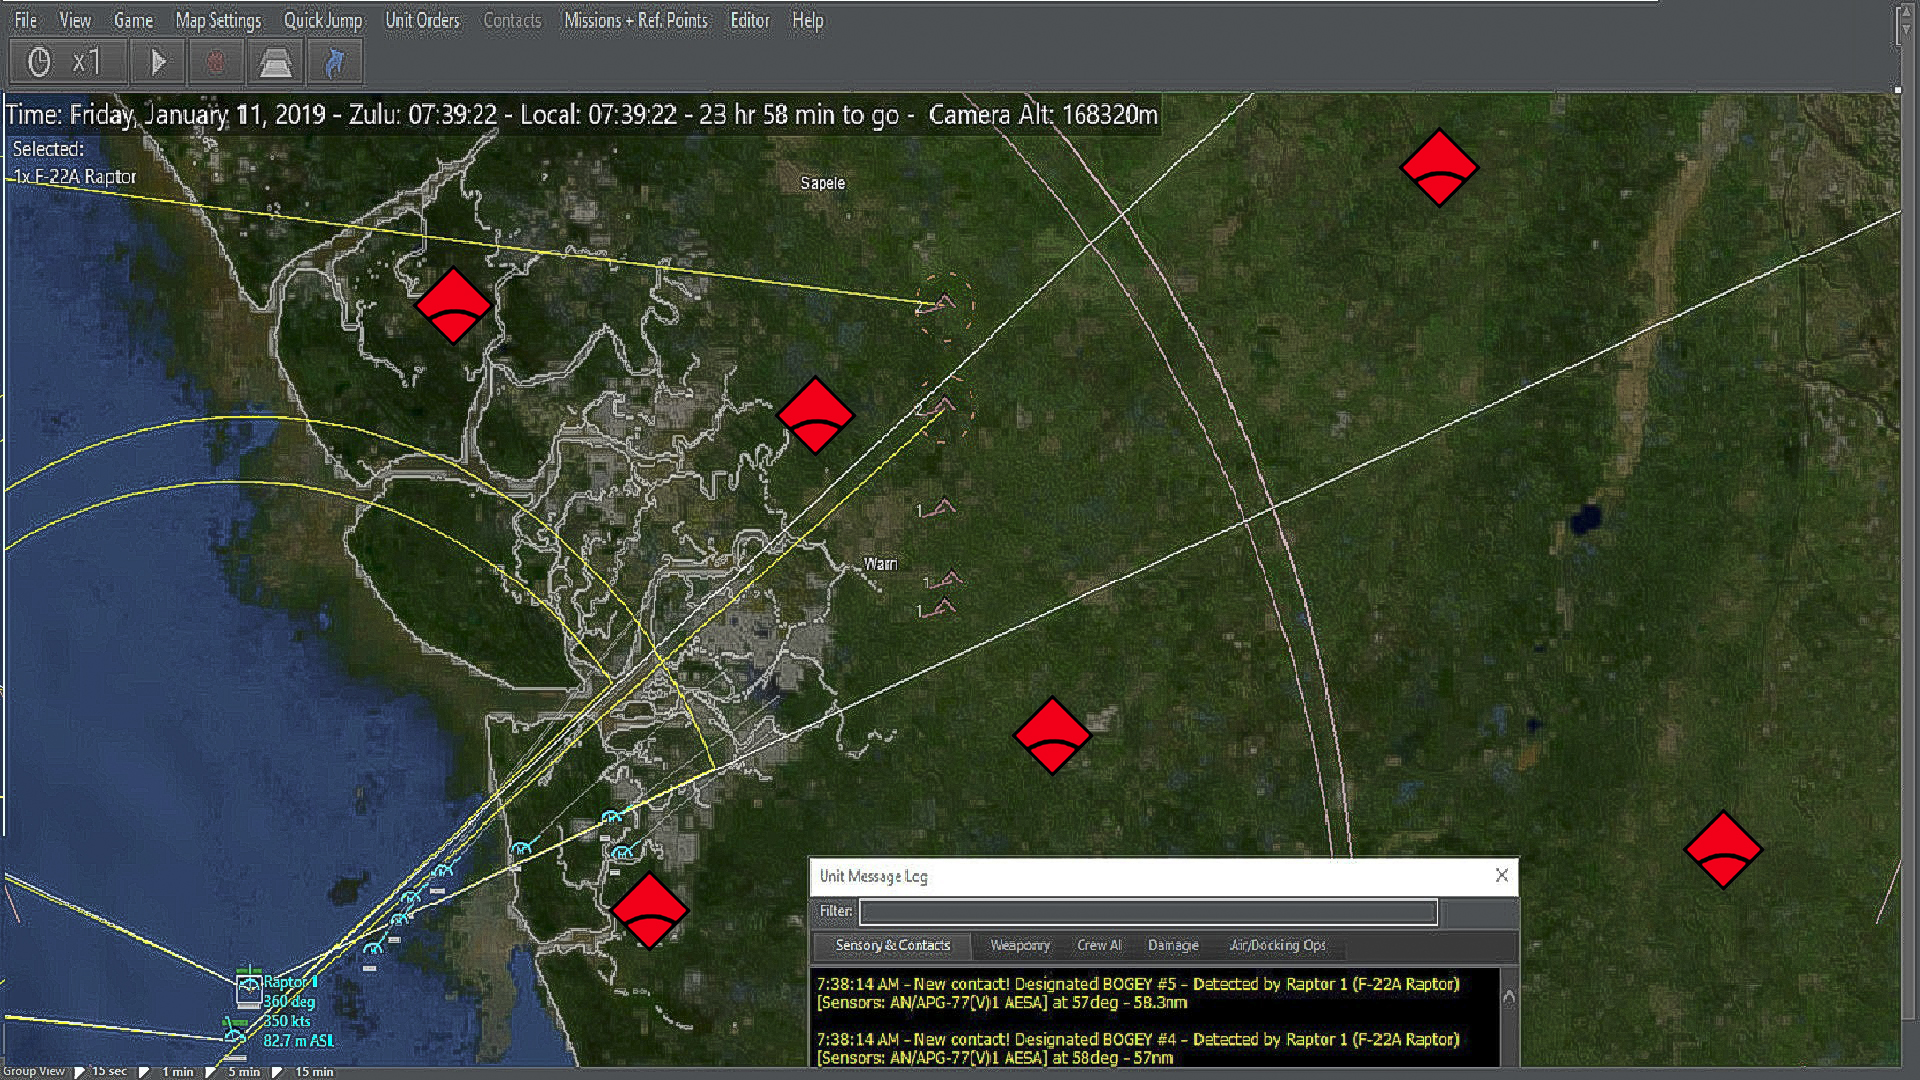 File View Game Map Settings Quick Jump Unit Orders Contacts Missions + Ref. Points Editor Help
x1
Time: Friday, January 11, 2019 - Zulu: 07:39:22 - Local: 07:39:22 - 23 hr 58 min to go - Camera Alt: 168320m
Selected:
1x F-22A Raptor
Sapele
2
2
1
Warri
1
1
Unit Message Log
Filter:
Sensory & Contacts Weaponry Crew AI Damage Air/Docking Ops
7:38:14 AM - New contact! Designated BOGEY #5 - Detected by Raptor 1 (F-22A Raptor)
[Sensors: AN/APG-77(V)1 AESA] at 57deg - 58.3nm
7:38:14 AM - New contact! Designated BOGEY #4 - Detected by Raptor 1 (F-22A Raptor)
[Sensors: AN/APG-77(V)1 AESA] at 58deg - 57nm
Raptor 1
360 deg
350 kts
82.7 m ASL
Group View 15 sec 1 min 5 min 15 min